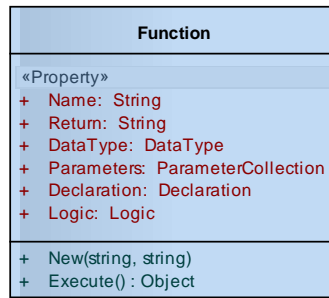 Function
«Property»
+ Name: String
+ Return: String
+ DataType: DataType
+ Parameters: ParameterCollection
+ Declaration: Declaration
+ Logic: Logic
+ New(string, string)
+ Execute() : Object